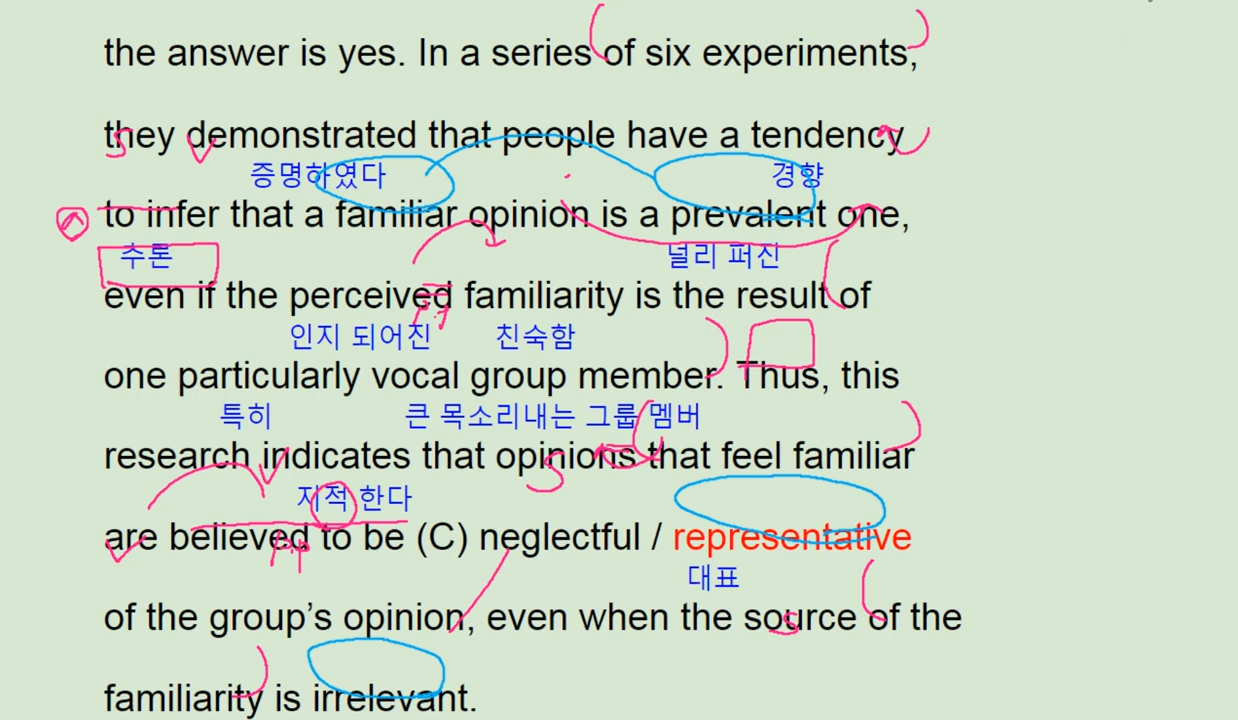 the answer is yes. In a series of six experiments,
they demonstrated that people have a tendency
S V
증명하였다 경향
to infer that a familiar opinion is a prevalent one,
추론 널리 퍼진
even if the perceived familiarity is the result of
인지 되어진 친숙함
one particularly vocal group member. Thus, this
특히 큰 목소리내는 그룹 멤버
research indicates that opinions that feel familiar
V S
지적 한다
are believed to be (C) neglectful / representative
P.P
대표
of the group’s opinion, even when the source of the
S
familiarity is irrelevant.